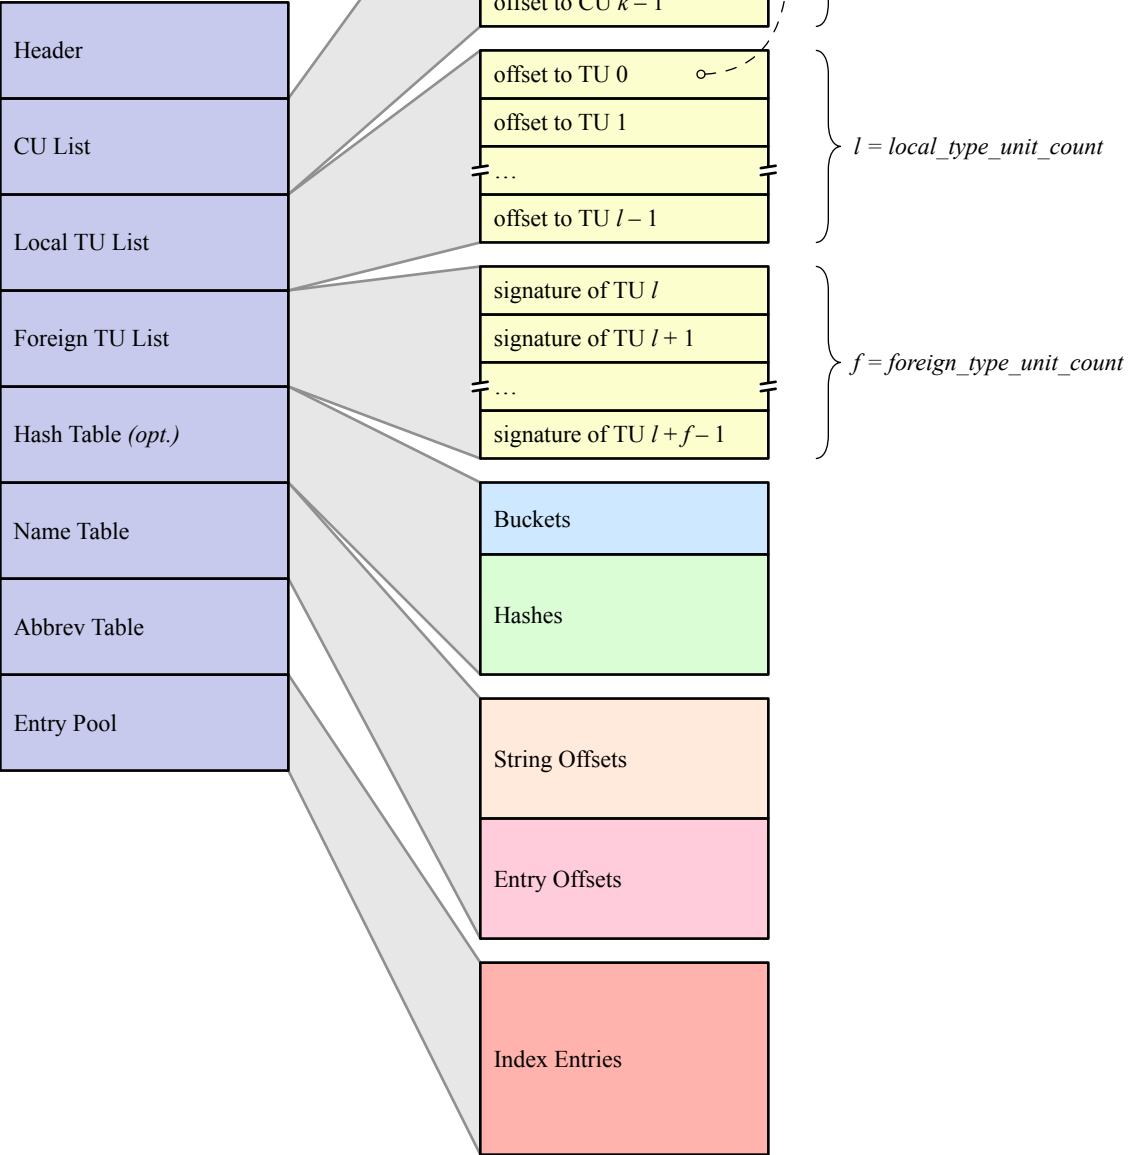 Header
CU List
Local TU List
Foreign TU List
Hash Table (opt.)
Name Table
Abbrev Table
Entry Pool
offset to CU k – 1
offset to TU 0
offset to TU 1
…
offset to TU l – 1
l = local_type_unit_count
signature of TU l
signature of TU l + 1
…
signature of TU l + f – 1
f = foreign_type_unit_count
Buckets
Hashes
String Offsets
Entry Offsets
Index Entries